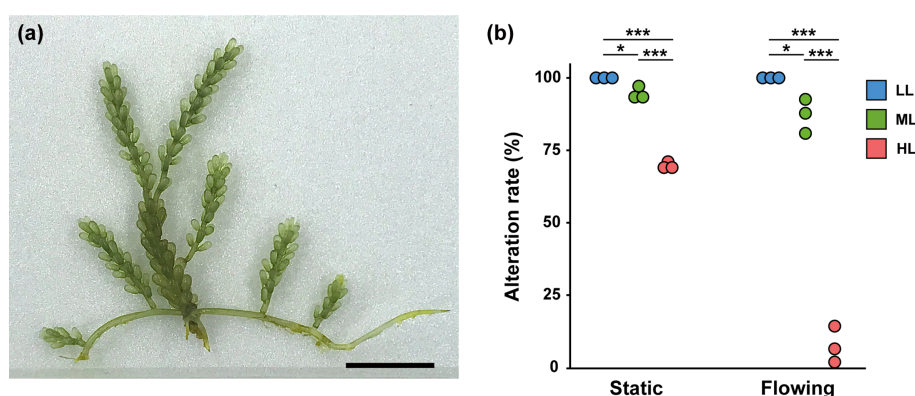 (a)
(b)
*** ***
* *** * ***
100
75
50
25
0
Alteration rate (%)
Static Flowing
LL
ML
HL